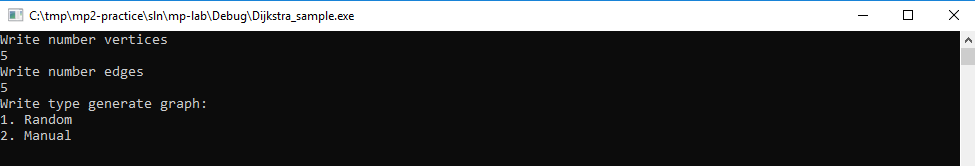 C:\tmp\mp2-practice\sln\mp-lab\Debug\Dijkstra_sample.exe
Write number vertices
5
Write number edges
5
Write type generate graph:
1. Random
2. Manual